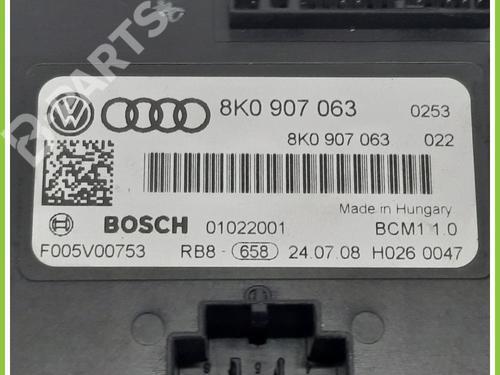 B-PARTS
8K0 907 063 0253
8K0 907 063 022
Made in Hungary
BOSCH 01022001 BCM1 1.0
F005V00753 RB8 - 658 24.07.08 H026 0047